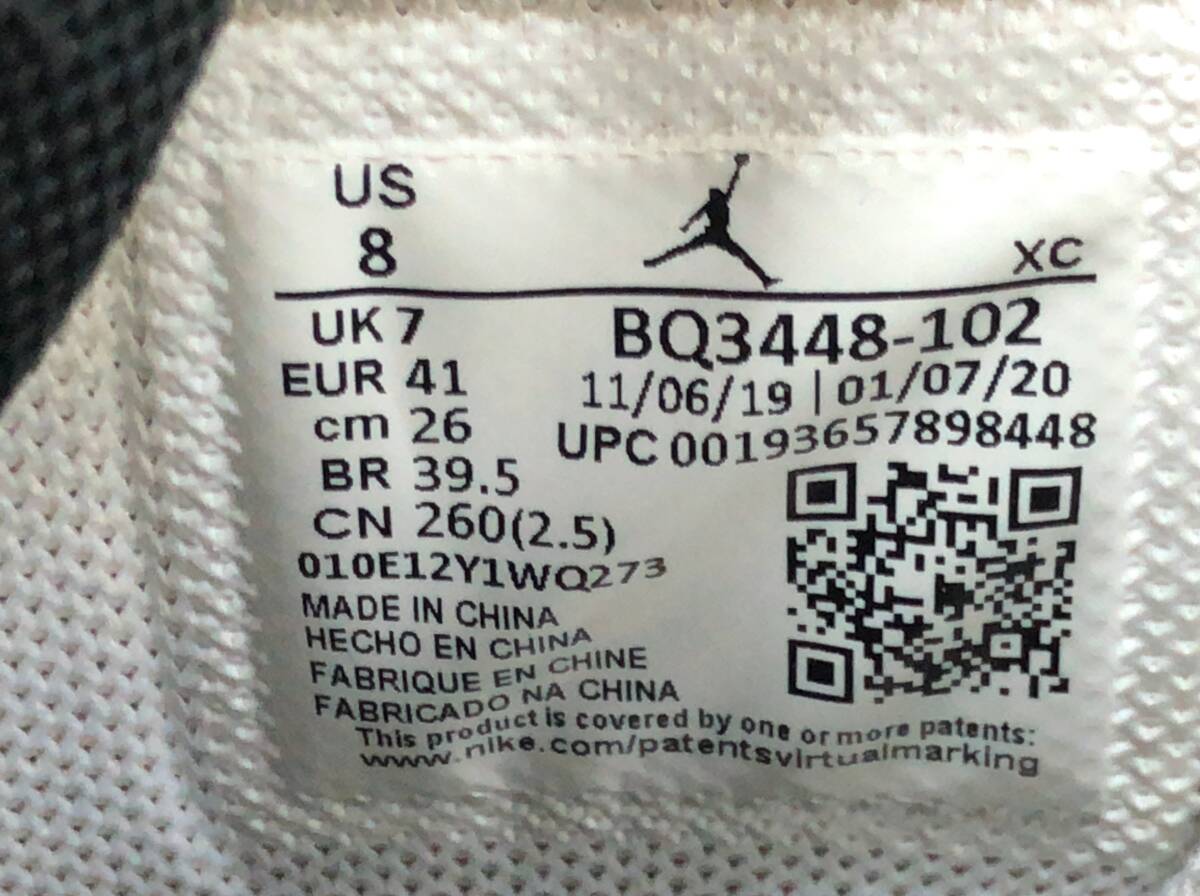 US
8
XC
UK 7
EUR 41
cm 26
BR 39.5
CN 260(2.5)
BQ3448-102
11/06/19 | 01/07/20
UPC 00193657898448
010E12Y1WQ273
MADE IN CHINA
HECHO EN CHINA
FABRIQUE EN CHINE
FABRICADO NA CHINA
This product is covered by one or more patents:
www.nike.com/patentsvirtualmarking